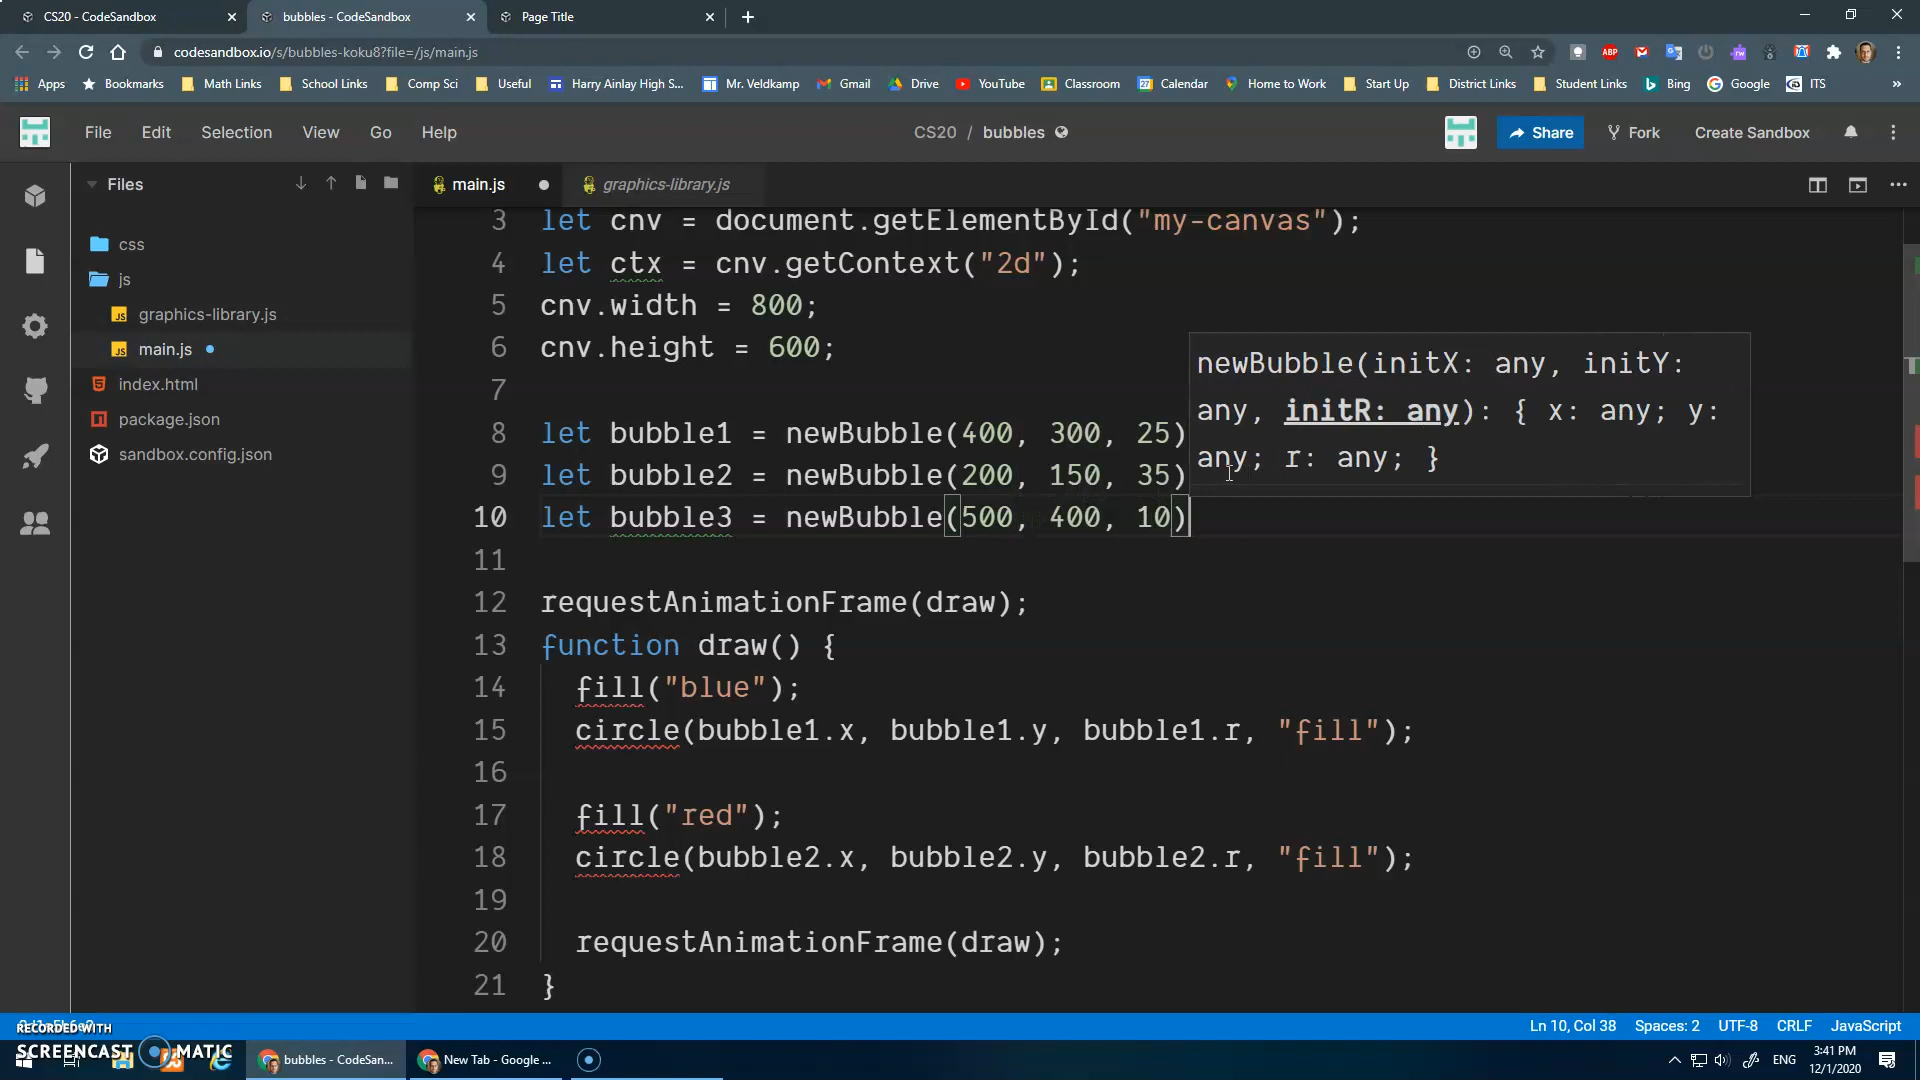 CS20 - CodeSandbox
bubbles - CodeSandbox
Page Title
codesandbox.io/s/bubbles-koku8?file=/js/main.js
ABP
Apps
Bookmarks
Math Links
School Links
Comp Sci
Useful
Harry Ainlay High S...
Mr. Veldkamp
Gmail
Drive
YouTube
Classroom
Calendar
Home to Work
Start Up
District Links
Student Links
Bing
Google
ITS
»
File Edit Selection View Go Help
CS20 / bubbles
Share
Fork
Create Sandbox
Files
main.js
graphics-library.js
css
js
JS graphics-library.js
JS main.js
index.html
package.json
sandbox.config.json
3 let cnv = document.getElementById("my-canvas");
4 let ctx = cnv.getContext("2d");
5 cnv.width = 800;
6 cnv.height = 600;
7
8 let bubble1 = newBubble(400, 300, 25)
9 let bubble2 = newBubble(200, 150, 35)
10 let bubble3 = newBubble(500, 400, 10)
newBubble(initX: any, initY:
any, initR: any): { x: any; y:
any; r: any; }
11
12 requestAnimationFrame(draw);
13 function draw() {
14 fill("blue");
15 circle(bubble1.x, bubble1.y, bubble1.r, "fill");
16
17 fill("red");
18 circle(bubble2.x, bubble2.y, bubble2.r, "fill");
19
20 requestAnimationFrame(draw);
21 }
Ln 10, Col 38 Spaces: 2 UTF-8 CRLF JavaScript
RECORDED WITH
SCREENCAST MATIC
bubbles - CodeSan...
New Tab - Google ...
ENG
3:41 PM
12/1/2020